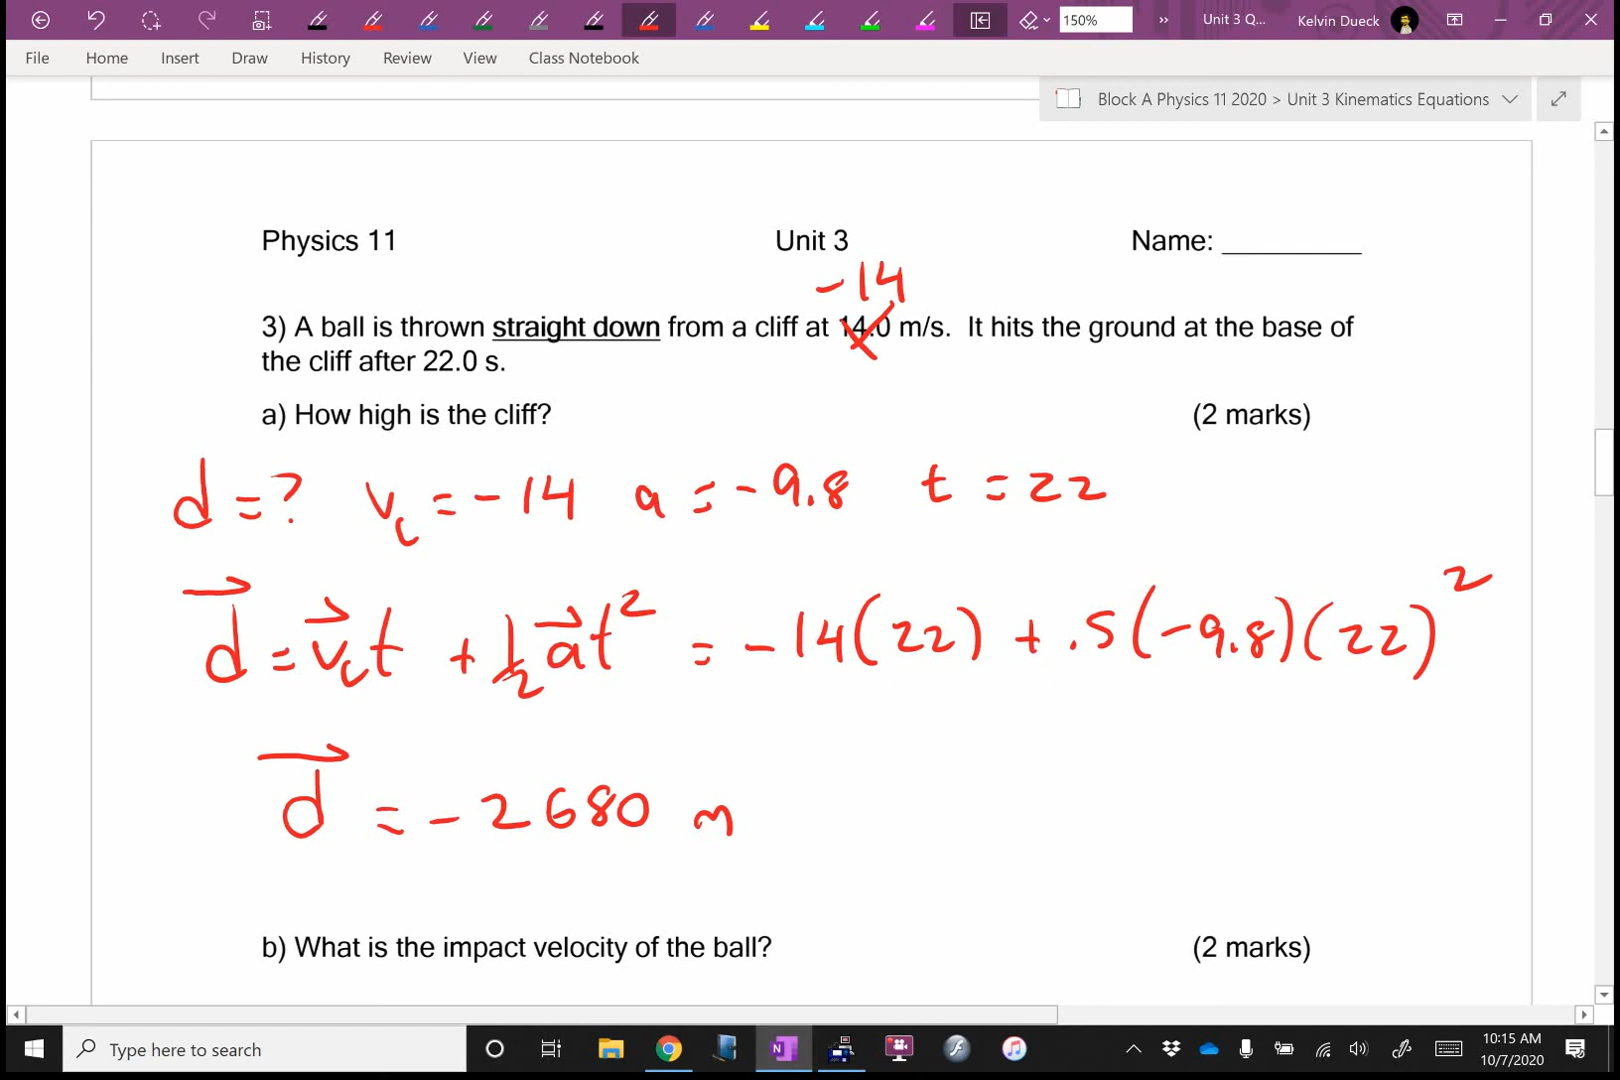 150%
Unit 3 Q...
Kelvin Dueck
File Home Insert Draw History Review View Class Notebook
Block A Physics 11 2020 > Unit 3 Kinematics Equations
Physics 11 Unit 3 Name: _________
-14
3) A ball is thrown straight down from a cliff at 14.0 m/s. It hits the ground at the base of
the cliff after 22.0 s.
a) How high is the cliff? (2 marks)
d = ? vi = -14 a = -9.8 t = 22
d = vit + 1/2 at² = -14(22) + .5(-9.8)(22)²
d = -2680 m
b) What is the impact velocity of the ball? (2 marks)
Type here to search
10:15 AM
10/7/2020